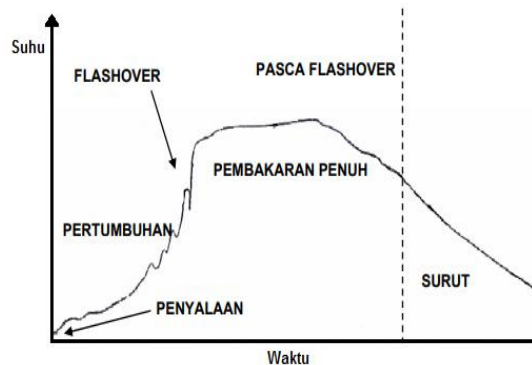 Suhu
PASCA FLASHOVER
FLASHOVER
PEMBAKARAN PENUH
PERTUMBUHAN
SURUT
PENYALAAN
Waktu